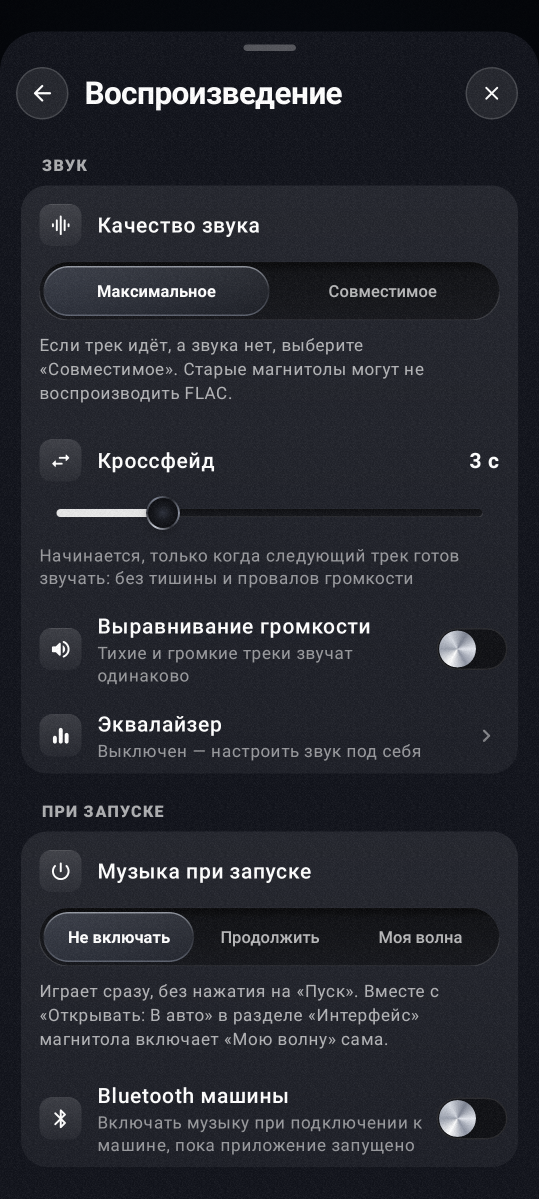 Воспроизведение
ЗВУК
Качество звука
Максимальное
Совместимое
Если трек идёт, а звука нет, выберите
«Совместимое». Старые магнитолы могут не
воспроизводить FLAC.
Кроссфейд
3 с
Начинается, только когда следующий трек готов
звучать: без тишины и провалов громкости
Выравнивание громкости
Тихие и громкие треки звучат
одинаково
Эквалайзер
Выключен — настроить звук под себя
ПРИ ЗАПУСКЕ
Музыка при запуске
Не включать
Продолжить
Моя волна
Играет сразу, без нажатия на «Пуск». Вместе с
«Открывать: В авто» в разделе «Интерфейс»
магнитола включает «Мою волну» сама.
Bluetooth машины
Включать музыку при подключении к
машине, пока приложение запущено